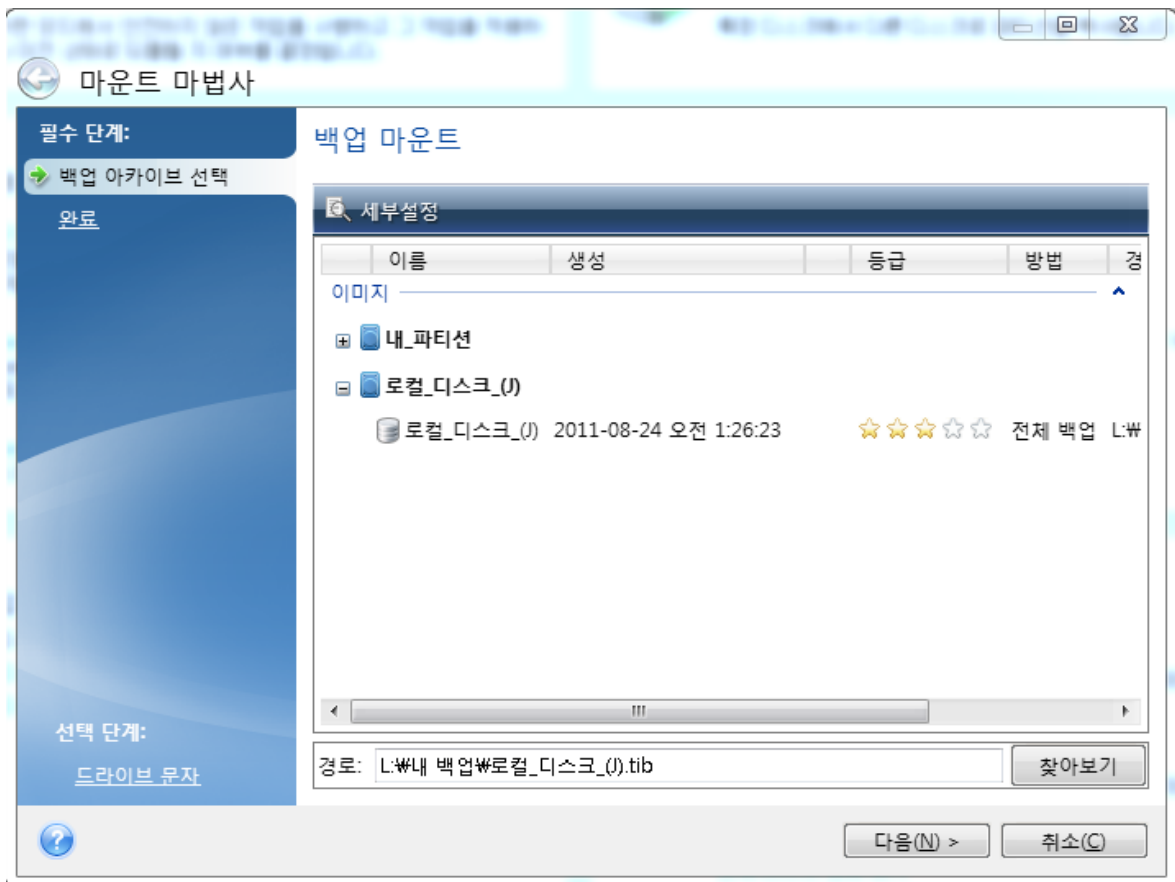 마운트 마법사
필수 단계:
백업 아카이브 선택
완료
선택 단계:
드라이브 문자
백업 마운트
세부설정
이름 생성 등급 방법 경
이미지
내_파티션
로컬_디스크_(J)
로컬_디스크_(J) 2011-08-24 오전 1:26:23 전체 백업 L:₩
경로: L:₩내 백업₩로컬_디스크_(J).tib 찾아보기
다음(N) > 취소(C)